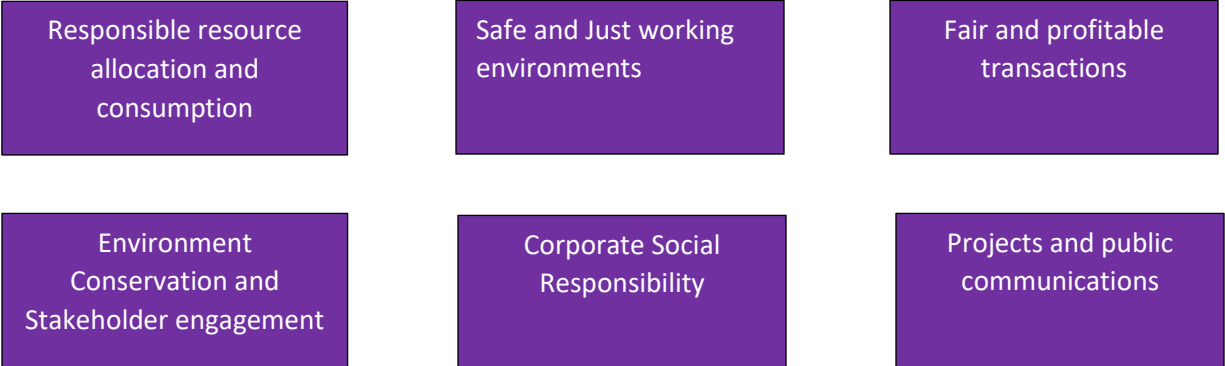 Responsible resource
allocation and
consumption
Safe and Just working
environments
Fair and profitable
transactions
Environment
Conservation and
Stakeholder engagement
Corporate Social
Responsibility
Projects and public
communications